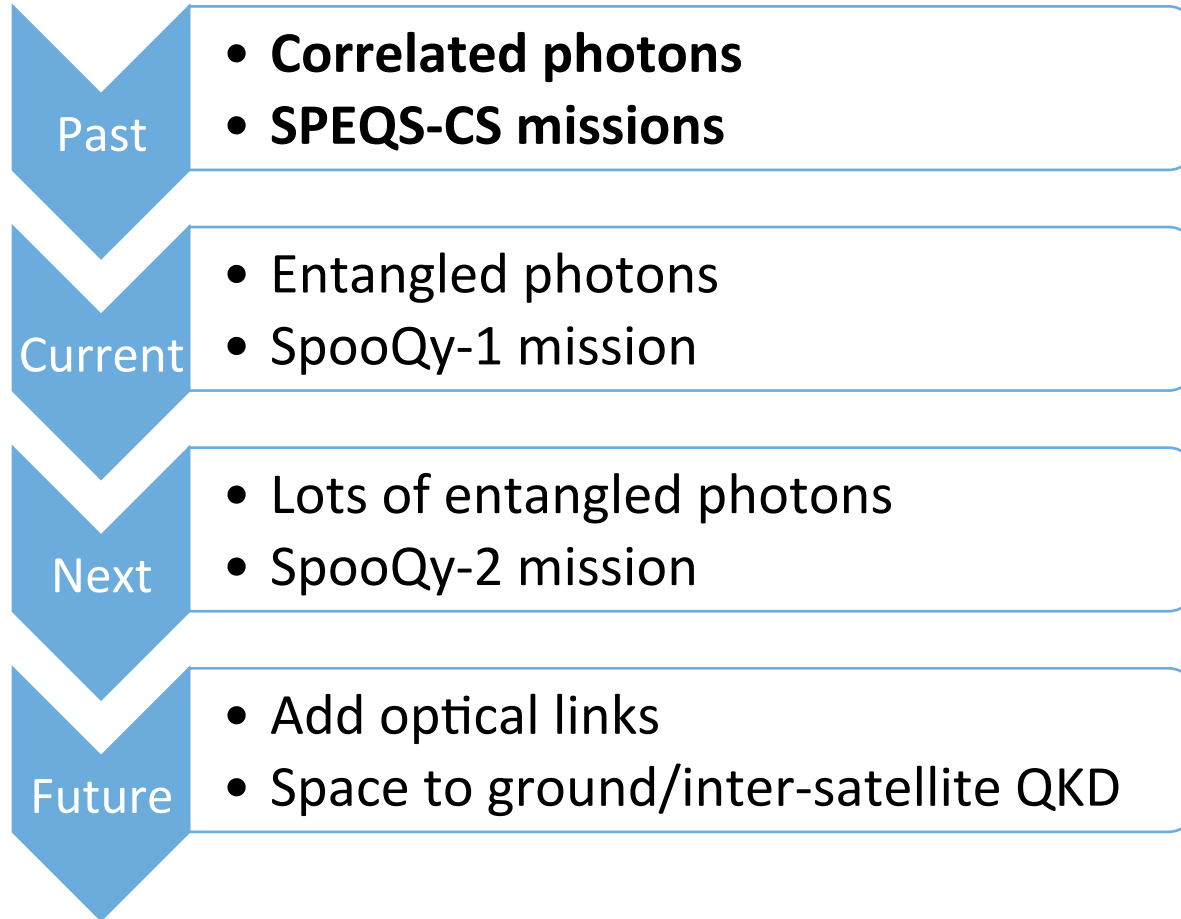 Past
• Correlated photons
• SPEQS-CS missions
Current
• Entangled photons
• SpooQy-1 mission
Next
• Lots of entangled photons
• SpooQy-2 mission
Future
• Add optical links
• Space to ground/inter-satellite QKD